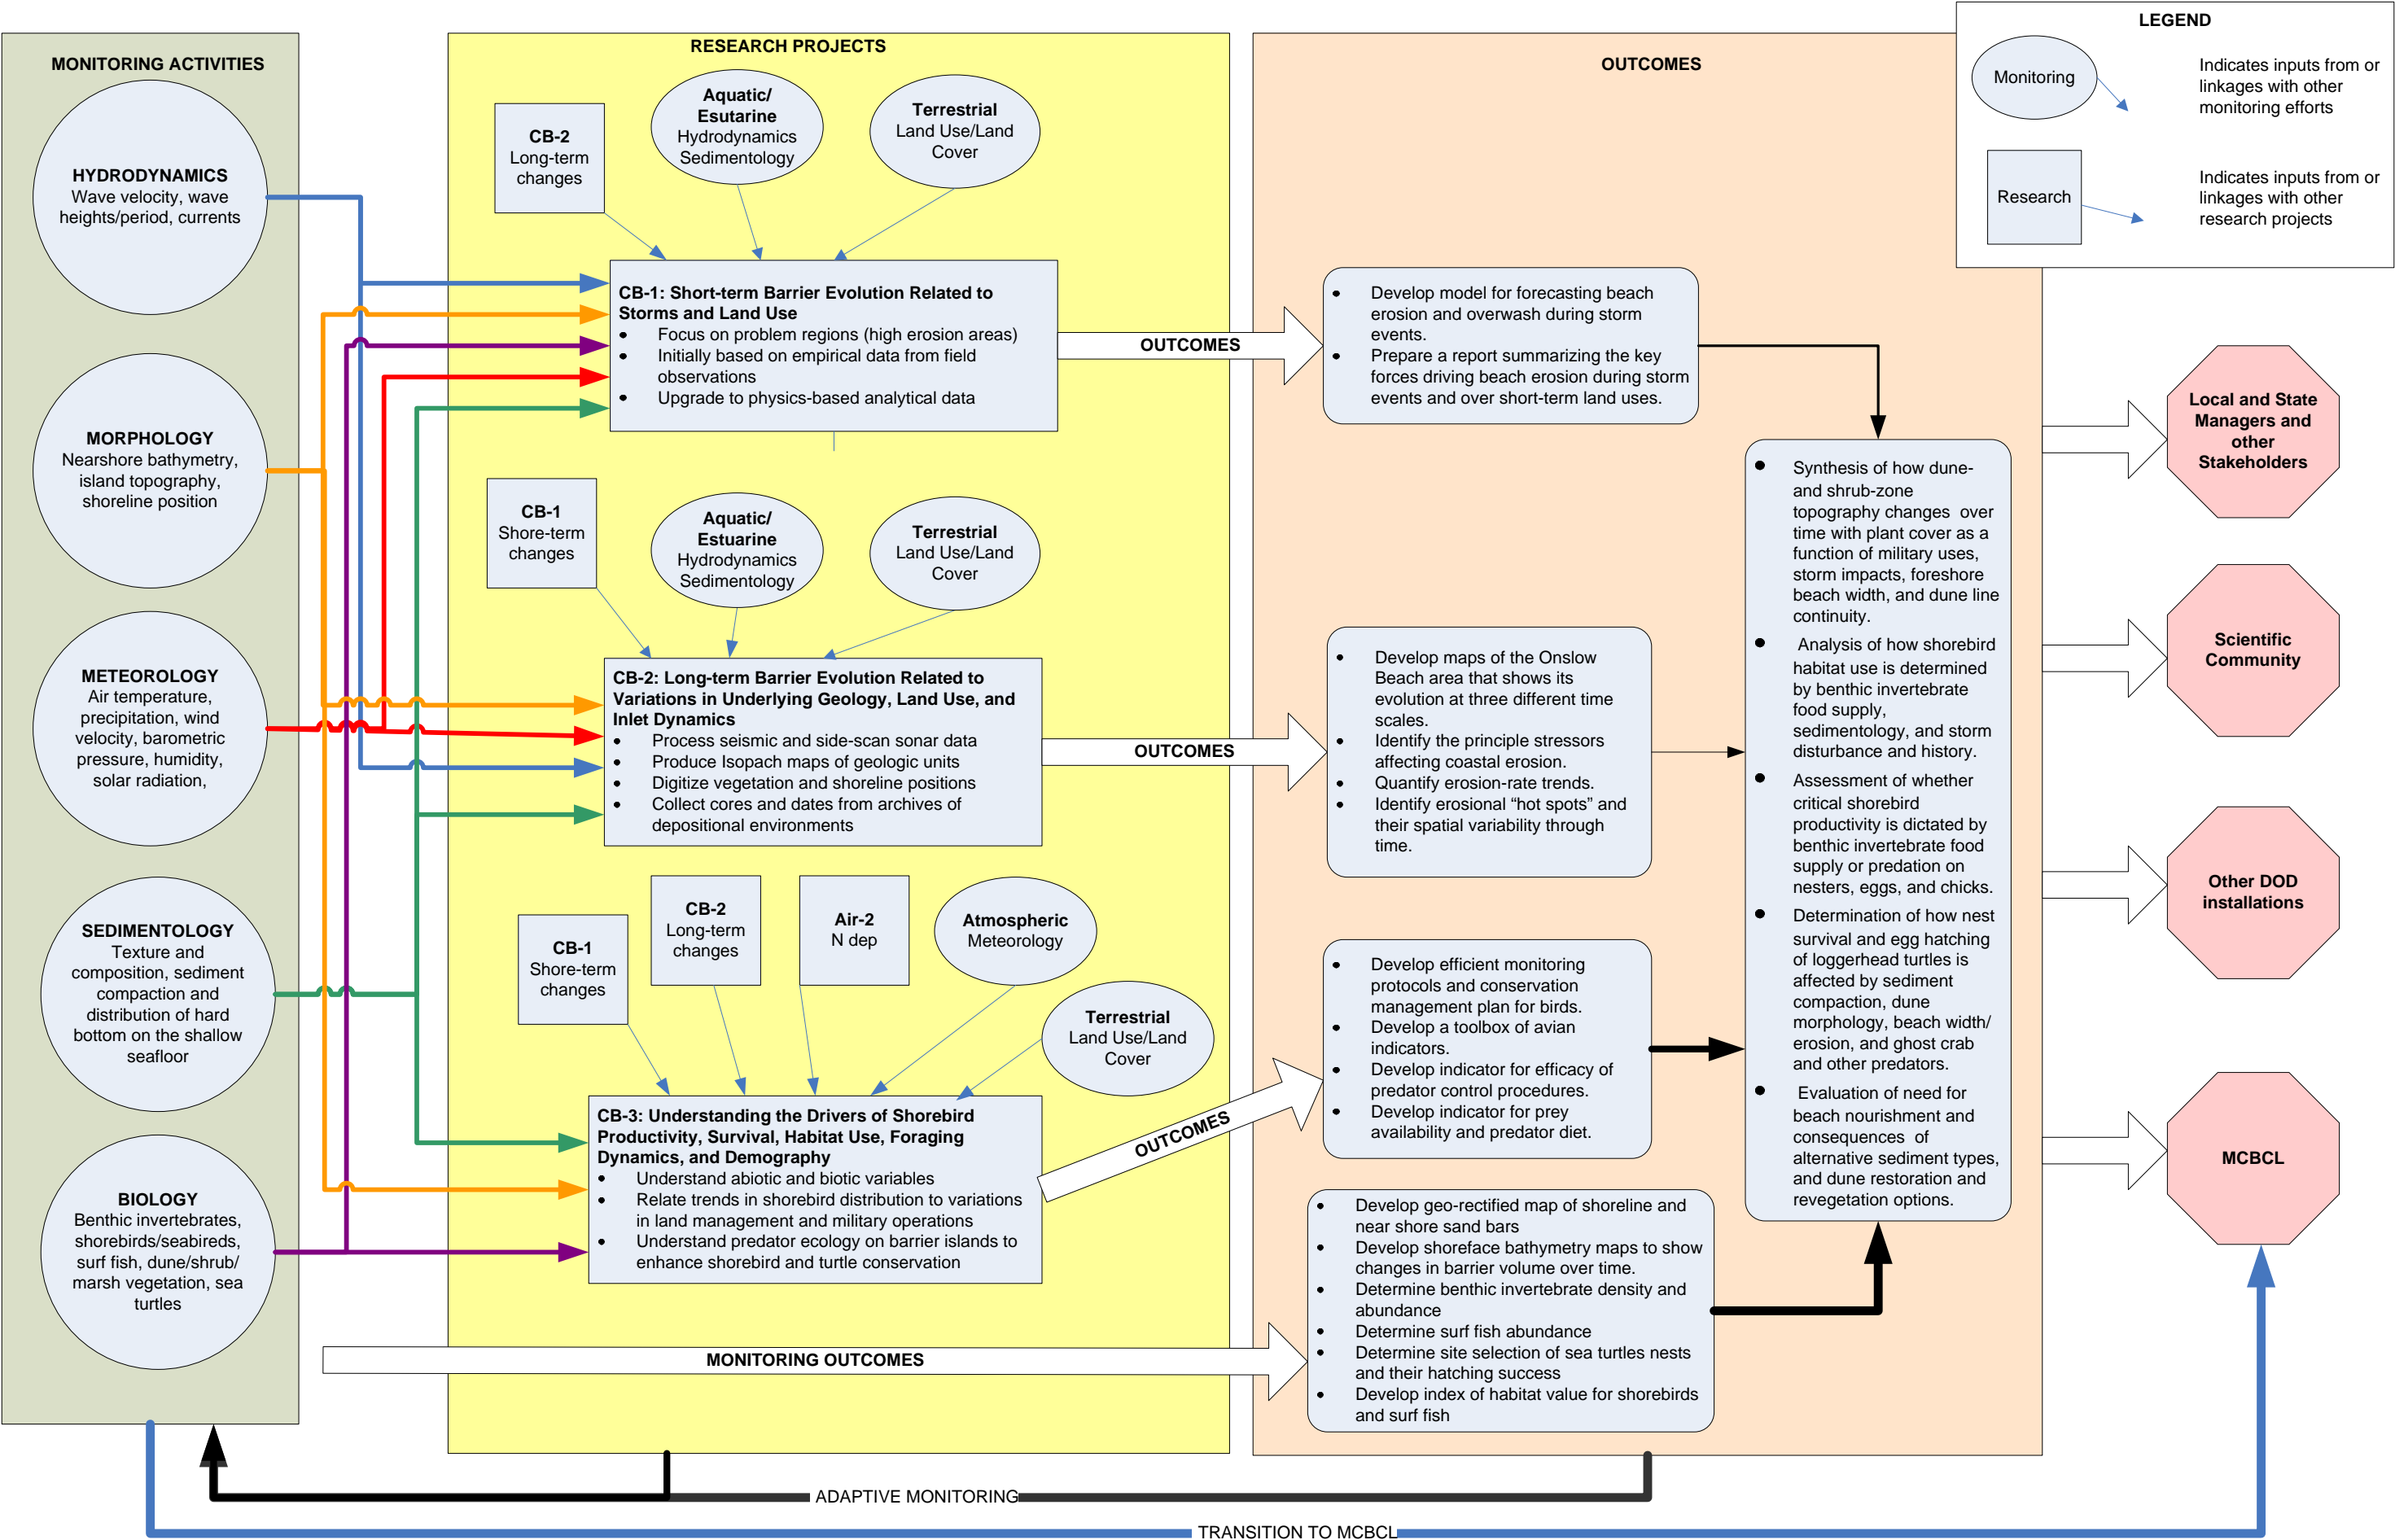 MONITORING ACTIVITIES
HYDRODYNAMICS
Wave velocity, wave
heights/period, currents
MORPHOLOGY
Nearshore bathymetry,
island topography,
shoreline position
METEOROLOGY
Air temperature,
precipitation, wind
velocity, barometric
pressure, humidity,
solar radiation,
SEDIMENTOLOGY
Texture and
composition, sediment
compaction and
distribution of hard
bottom on the shallow
seafloor
BIOLOGY
Benthic invertebrates,
shorebirds/seabireds,
surf fish, dune/shrub/
marsh vegetation, sea
turtles
RESEARCH PROJECTS
CB-2
Long-term
changes
Aquatic/
Esutarine
Hydrodynamics
Sedimentology
Terrestrial
Land Use/Land
Cover
CB-1: Short-term Barrier Evolution Related to
Storms and Land Use
• Focus on problem regions (high erosion areas)
• Initially based on empirical data from field
observations
• Upgrade to physics-based analytical data
CB-1
Shore-term
changes
Aquatic/
Estuarine
Hydrodynamics
Sedimentology
Terrestrial
Land Use/Land
Cover
CB-2: Long-term Barrier Evolution Related to
Variations in Underlying Geology, Land Use, and
Inlet Dynamics
• Process seismic and side-scan sonar data
• Produce Isopach maps of geologic units
• Digitize vegetation and shoreline positions
• Collect cores and dates from archives of
depositional environments
CB-1
Shore-term
changes
CB-2
Long-term
changes
Air-2
N dep
Atmospheric
Meteorology
Terrestrial
Land Use/Land
Cover
CB-3: Understanding the Drivers of Shorebird
Productivity, Survival, Habitat Use, Foraging
Dynamics, and Demography
• Understand abiotic and biotic variables
• Relate trends in shorebird distribution to variations
in land management and military operations
• Understand predator ecology on barrier islands to
enhance shorebird and turtle conservation
OUTCOMES
OUTCOMES
OUTCOMES
MONITORING OUTCOMES
OUTCOMES
• Develop model for forecasting beach
erosion and overwash during storm
events.
• Prepare a report summarizing the key
forces driving beach erosion during storm
events and over short-term land uses.
• Develop maps of the Onslow
Beach area that shows its
evolution at three different time
scales.
• Identify the principle stressors
affecting coastal erosion.
• Quantify erosion-rate trends.
• Identify erosional “hot spots” and
their spatial variability through
time.
• Develop efficient monitoring
protocols and conservation
management plan for birds.
• Develop a toolbox of avian
indicators.
• Develop indicator for efficacy of
predator control procedures.
• Develop indicator for prey
availability and predator diet.
• Develop geo-rectified map of shoreline and
near shore sand bars
• Develop shoreface bathymetry maps to show
changes in barrier volume over time.
• Determine benthic invertebrate density and
abundance
• Determine surf fish abundance
• Determine site selection of sea turtles nests
and their hatching success
• Develop index of habitat value for shorebirds
and surf fish
• Synthesis of how dune-
and shrub-zone
topography changes over
time with plant cover as a
function of military uses,
storm impacts, foreshore
beach width, and dune line
continuity.
• Analysis of how shorebird
habitat use is determined
by benthic invertebrate
food supply,
sedimentology, and storm
disturbance and history.
• Assessment of whether
critical shorebird
productivity is dictated by
benthic invertebrate food
supply or predation on
nesters, eggs, and chicks.
• Determination of how nest
survival and egg hatching
of loggerhead turtles is
affected by sediment
compaction, dune
morphology, beach width/
erosion, and ghost crab
and other predators.
• Evaluation of need for
beach nourishment and
consequences of
alternative sediment types,
and dune restoration and
revegetation options.
LEGEND
Monitoring
Indicates inputs from or
linkages with other
monitoring efforts
Research
Indicates inputs from or
linkages with other
research projects
Local and State
Managers and
other
Stakeholders
Scientific
Community
Other DOD
installations
MCBCL
ADAPTIVE MONITORING
TRANSITION TO MCBCL